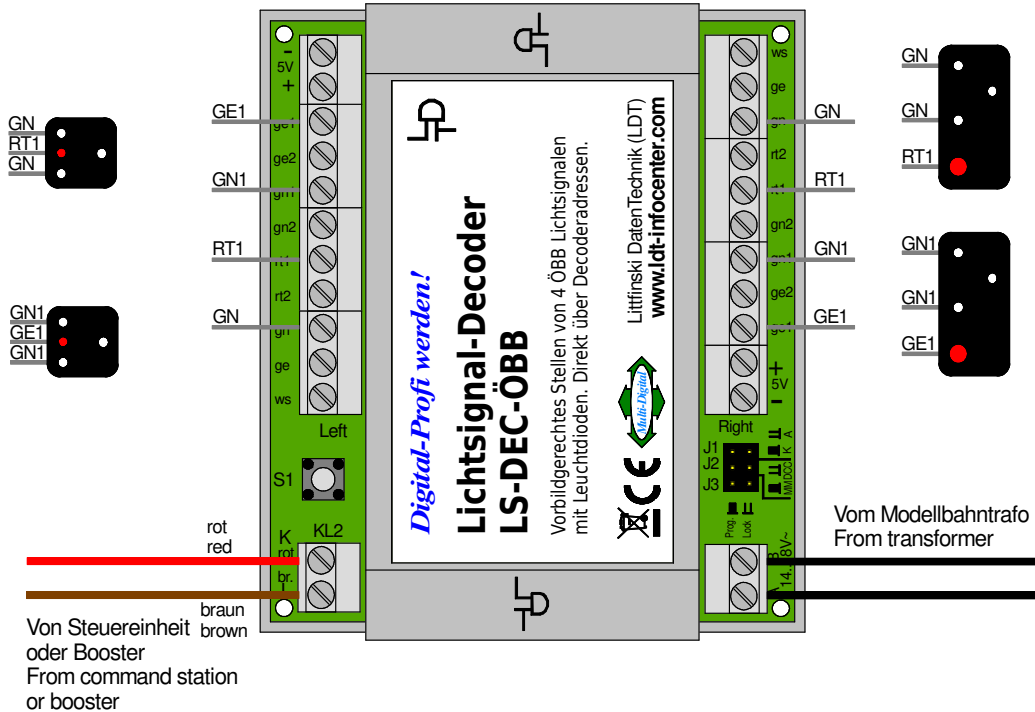 GN
RT1
GN
GN1
GE1
GN1
GE1
GN1
RT1
GN
-
5V
+
ge1
ge2
gn1
gn2
rt1
rt2
gn
ge
ws
Left
S1
K
KL2
rot
br.
rot
red
braun
brown
Von Steuereinheit
oder Booster
From command station
or booster
Digital-Profi werden!
Lichtsignal-Decoder
LS-DEC-ÖBB
Vorbildgerechtes Stellen von 4 ÖBB Lichtsignalen
mit Leuchtdioden. Direkt über Decoderadressen.
Littfinski DatenTechnik (LDT)
www.ldt-infocenter.com
Multi-Digital
CE
ws
ge
gn
rt2
rt1
gn2
gn1
ge2
ge1
+
5V
-
Right
J1
J2
J3
A
K
DCC
MM
Prog.
Lock
B
14...18V~
GN
RT1
GN1
GE1
GN
GN
RT1
GN1
GN1
GE1
Vom Modellbahntrafo
From transformer